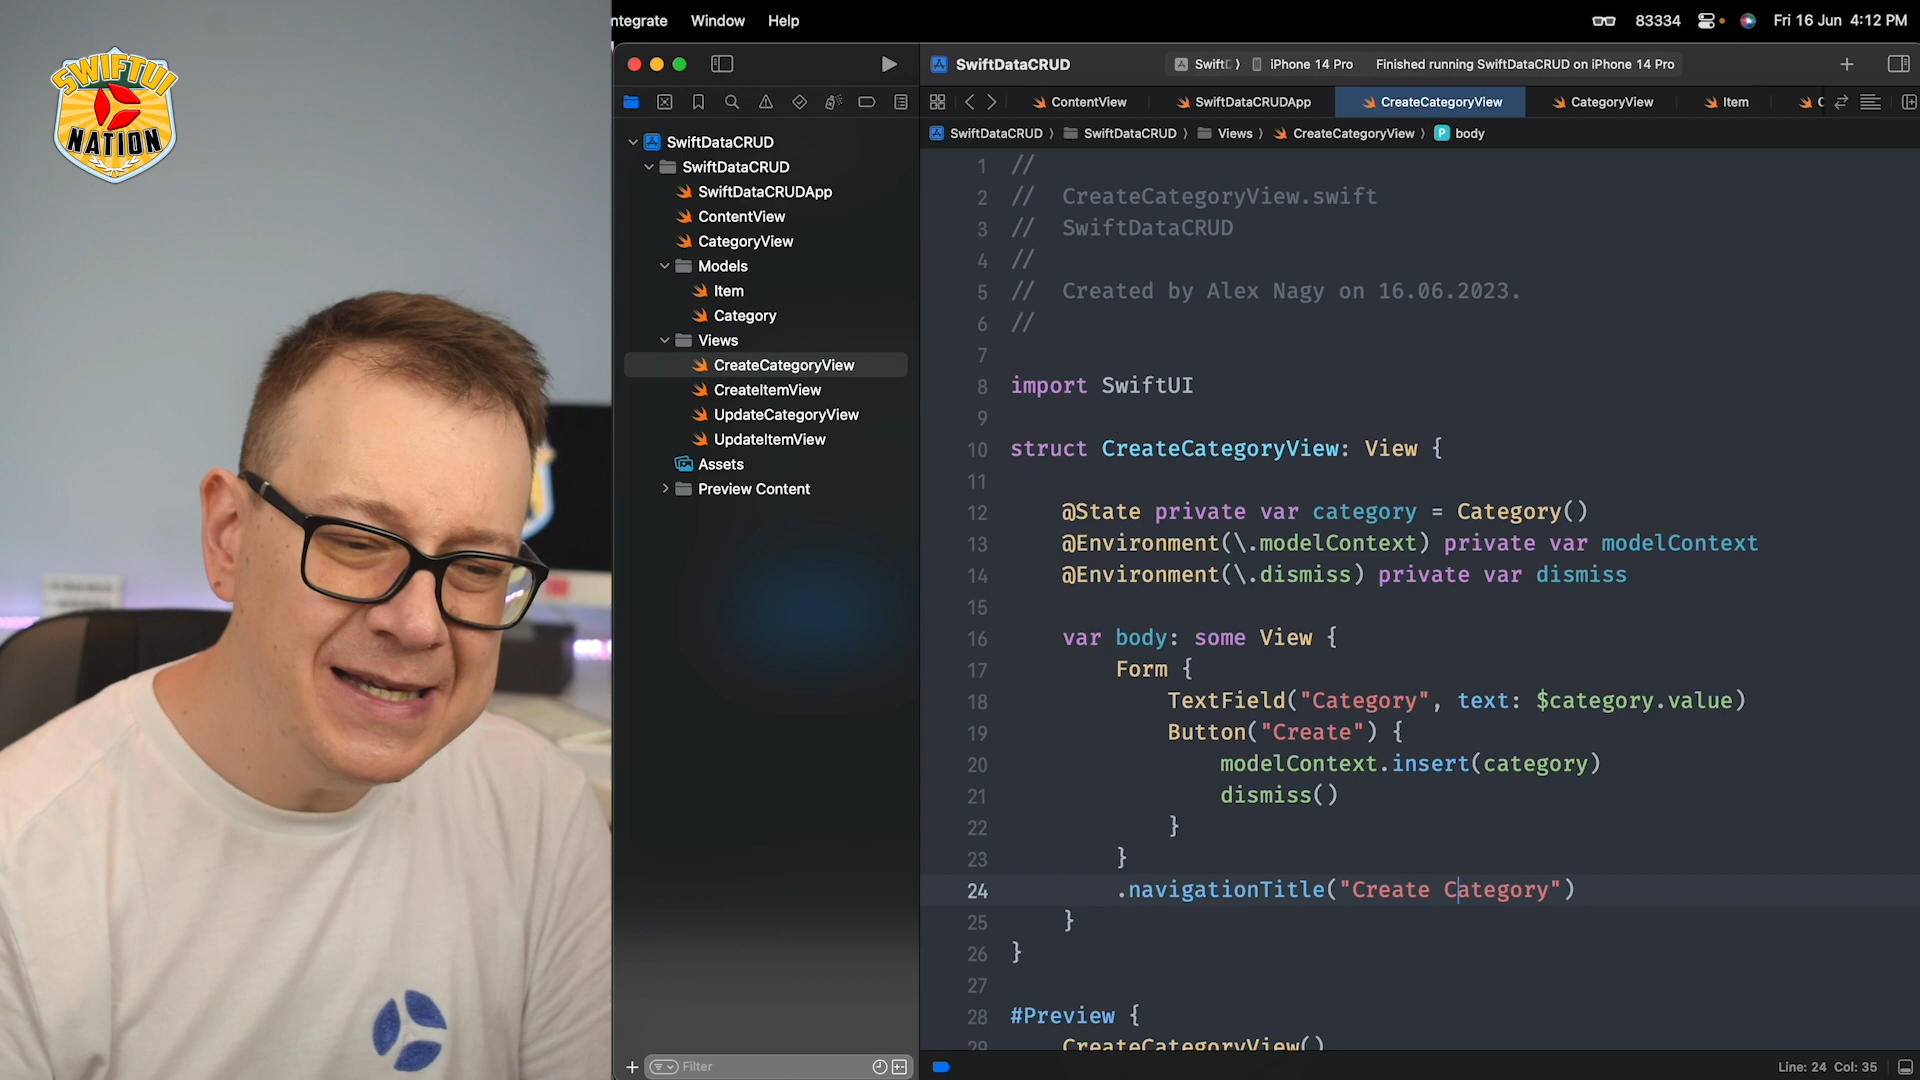 SWIFTUI
NATION
ntegrate Window Help
83334 Fri 16 Jun 4:12 PM
SwiftDataCRUD
iPhone 14 Pro Finished running SwiftDataCRUD on iPhone 14 Pro
ContentView SwiftDataCRUDApp CreateCategoryView CategoryView Item
SwiftDataCRUD SwiftDataCRUD Views CreateCategoryView P body
SwiftDataCRUD
SwiftDataCRUD
SwiftDataCRUDApp
ContentView
CategoryView
Models
Item
Category
Views
CreateCategoryView
CreateItemView
UpdateCategoryView
UpdateItemView
Assets
Preview Content
Filter
1 //
2 // CreateCategoryView.swift
3 // SwiftDataCRUD
4 //
5 // Created by Alex Nagy on 16.06.2023.
6 //
7
8 import SwiftUI
9
10 struct CreateCategoryView: View {
11
12 @State private var category = Category()
13 @Environment(\.modelContext) private var modelContext
14 @Environment(\.dismiss) private var dismiss
15
16 var body: some View {
17 Form {
18 TextField("Category", text: $category.value)
19 Button("Create") {
20 modelContext.insert(category)
21 dismiss()
22 }
23 }
24 .navigationTitle("Create Category")
25 }
26 }
27
28 #Preview {
29 CreateCategoryView()
Line: 24 Col: 35